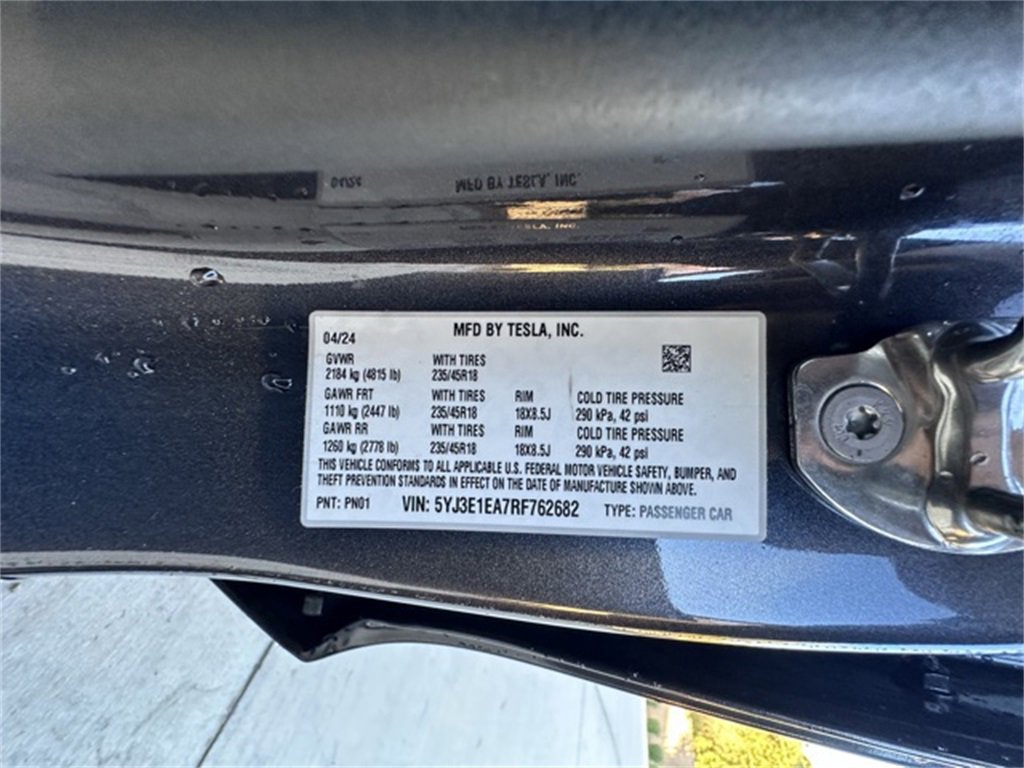 MFD BY TESLA, INC.
04/24
GVWR WITH TIRES
2184 kg (4815 lb) 235/45R18
GAWR FRT WITH TIRES RIM COLD TIRE PRESSURE
1110 kg (2447 lb) 235/45R18 18X8.5J 290 kPa, 42 psi
GAWR RR WITH TIRES RIM COLD TIRE PRESSURE
1260 kg (2778 lb) 235/45R18 18X8.5J 290 kPa, 42 psi
THIS VEHICLE CONFORMS TO ALL APPLICABLE U.S. FEDERAL MOTOR VEHICLE SAFETY, BUMPER, AND
THEFT PREVENTION STANDARDS IN EFFECT ON THE DATE OF MANUFACTURE SHOWN ABOVE.
PNT: PN01 VIN: 5YJ3E1EA7RF762682 TYPE: PASSENGER CAR